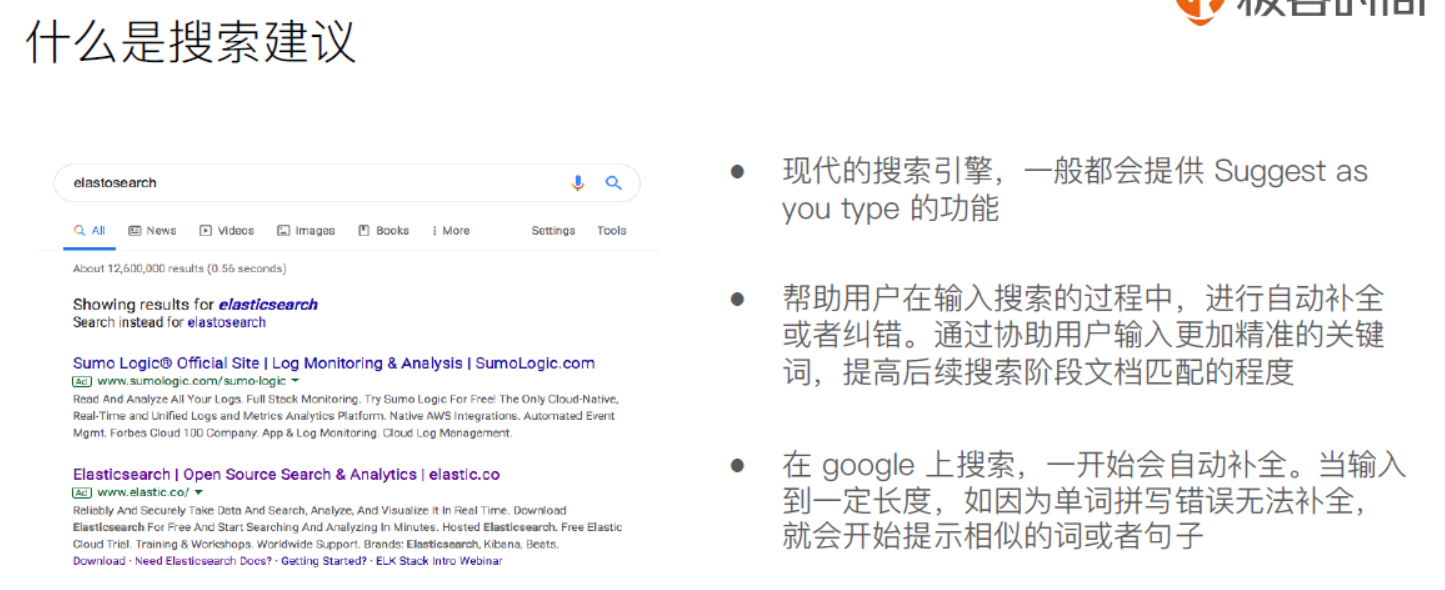 什么是搜索建议
elastosearch
All News Videos Images Books More Settings Tools
About 12,600,000 results (0.56 seconds)
Showing results for elasticsearch
Search instead for elastosearch
Sumo Logic® Official Site | Log Monitoring & Analysis | SumoLogic.com
Ad www.sumologic.com/sumo-logic
Read And Analyze All Your Logs. Full Stack Monitoring. Try Sumo Logic For Free! The Only Cloud-Native,
Real-Time and Unified Logs and Metrics Analytics Platform. Native AWS Integrations. Automated Event
Mgmt. Forbes Cloud 100 Company. App & Log Monitoring. Cloud Log Management.
Elasticsearch | Open Source Search & Analytics | elastic.co
Ad www.elastic.co/
Reliably And Securely Take Data And Search, Analyze, And Visualize It In Real Time. Download
Elasticsearch For Free And Start Searching And Analyzing In Minutes. Hosted Elasticsearch. Free Elastic
Cloud Trial. Training & Workshops. Worldwide Support. Brands: Elasticsearch, Kibana, Beats.
Download · Need Elasticsearch Docs? · Getting Started? · ELK Stack Intro Webinar
● 现代的搜索引擎，一般都会提供 Suggest as
you type 的功能
● 帮助用户在输入搜索的过程中，进行自动补全
或者纠错。通过协助用户输入更加精准的关键
词，提高后续搜索阶段文档匹配的程度
● 在 google 上搜索，一开始会自动补全。当输入
到一定长度，如因为单词拼写错误无法补全，
就会开始提示相似的词或者句子